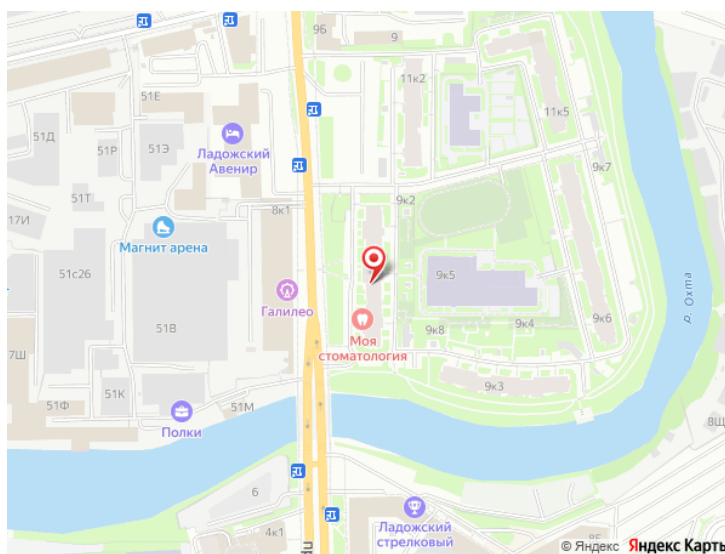 9Б
9
11к2
51Е
11к5
51Д
51Р
51Э
Ладожский
Авенир
9к7
51Т
9к2
8к1
17И
Магнит арена
51с26
9к5
р. Охта
Галилео
51В
9к8
9к4
9к6
Моя
стоматология
7Ш
51К
9к3
51Ф
51М
Полки
8Щ
6
4к1
Ладожский
стрелковый
© Яндекс Яндекс Карты